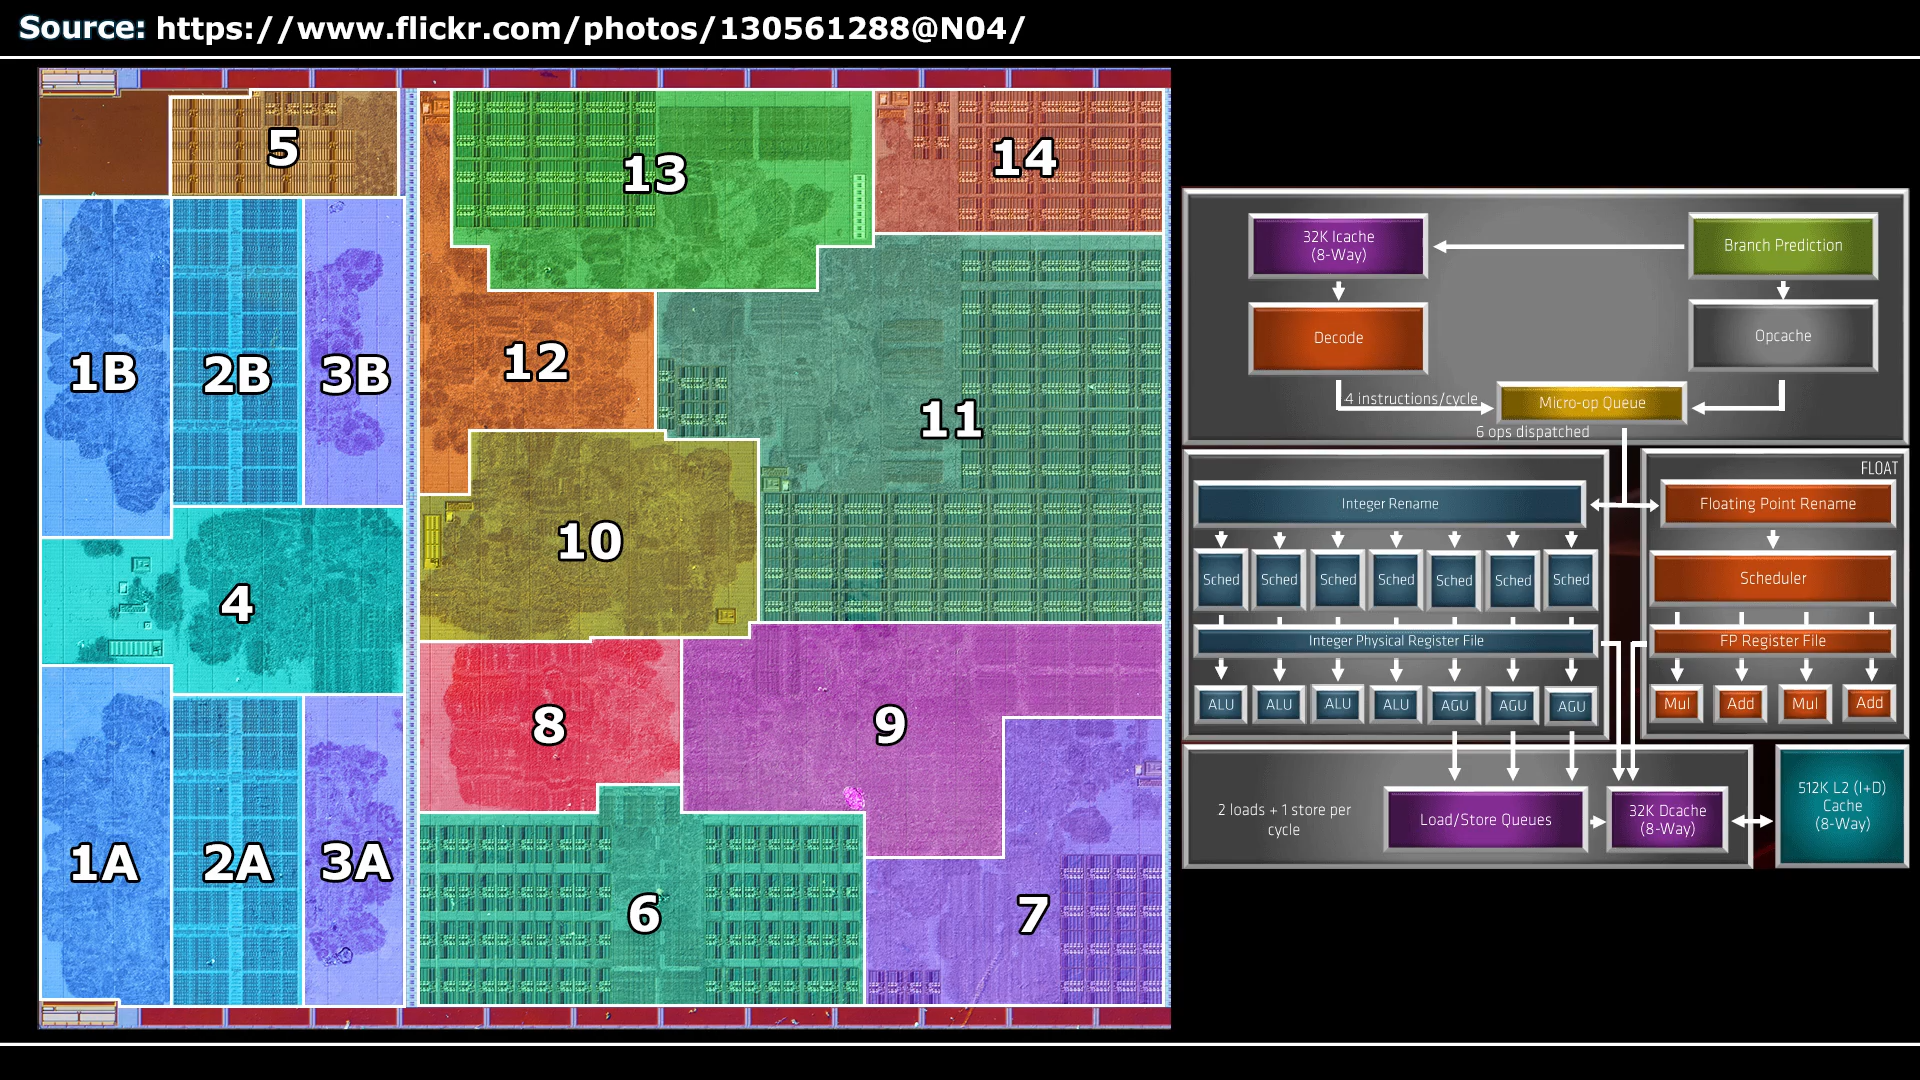 Source: https://www.flickr.com/photos/130561288@N04/
5
13
14
1B
2B
3B
12
11
4
10
8
9
1A
2A
3A
6
7
32K Icache
(8-Way)
Branch Prediction
Decode
Opcache
4 instructions/cycle
Micro-op Queue
6 ops dispatched
Integer Rename
Sched Sched Sched Sched Sched Sched Sched
Integer Physical Register File
ALU ALU ALU ALU AGU AGU AGU
FLOAT
Floating Point Rename
Scheduler
FP Register File
Mul Add Mul Add
2 loads + 1 store per
cycle
Load/Store Queues
32K Dcache
(8-Way)
512K L2 (I+D)
Cache
(8-Way)